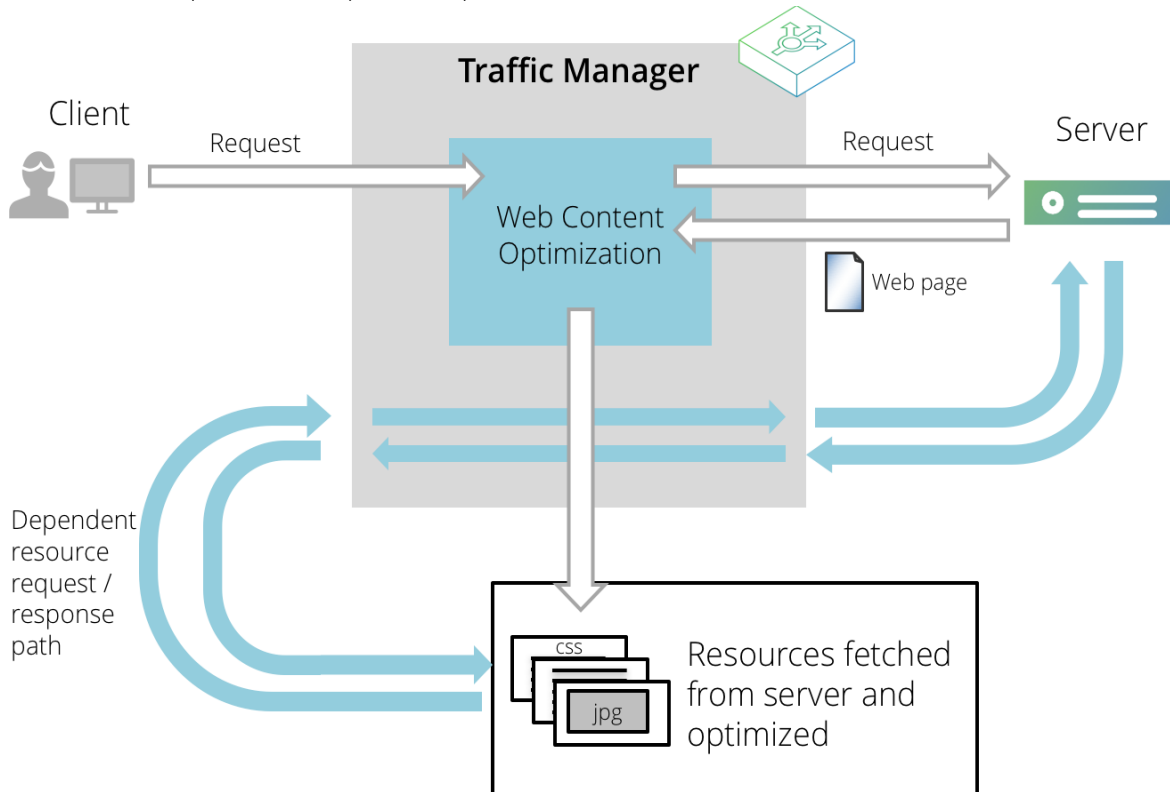 Traffic Manager
Client
Server
Request
Request
Web Content
Optimization
Web page
Dependent
resource
request /
response
path
css
jpg
Resources fetched
from server and
optimized